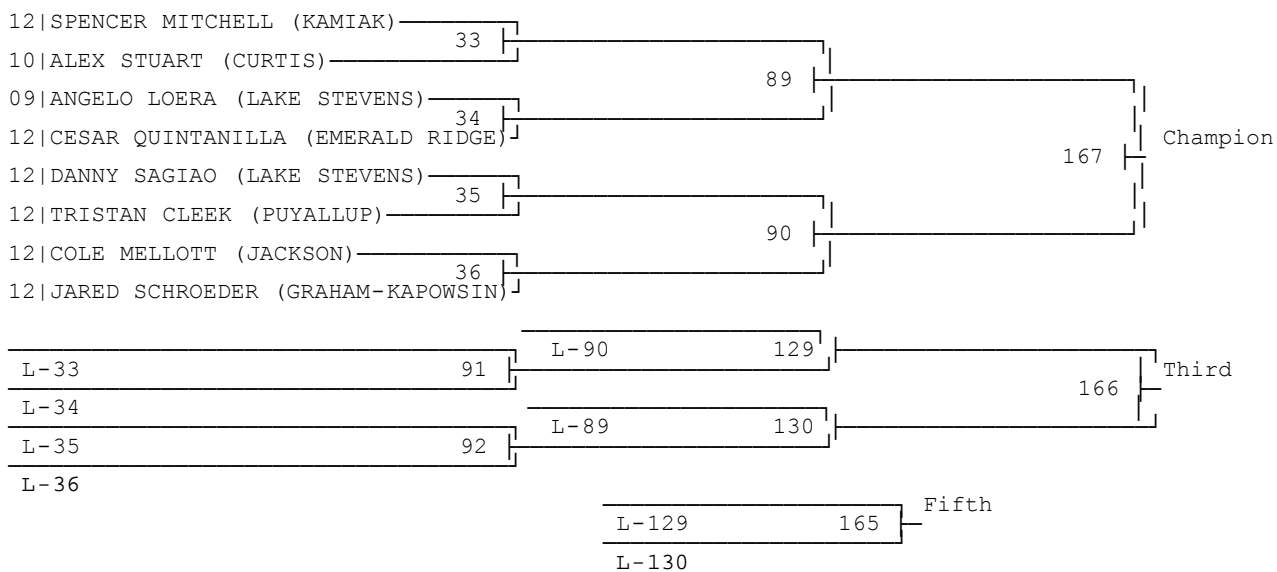 12|SPENCER MITCHELL (KAMIAK)
33
10|ALEX STUART (CURTIS)
89
09|ANGELO LOERA (LAKE STEVENS)
34
12|CESAR QUINTANILLA (EMERALD RIDGE)
Champion
167
12|DANNY SAGIAO (LAKE STEVENS)
35
12|TRISTAN CLEEK (PUYALLUP)
90
12|COLE MELLOTT (JACKSON)
36
12|JARED SCHROEDER (GRAHAM-KAPOWSIN)
L-90 129
L-33 91 Third
166
L-34
L-89 130
L-35 92
L-36
Fifth
L-129 165
L-130